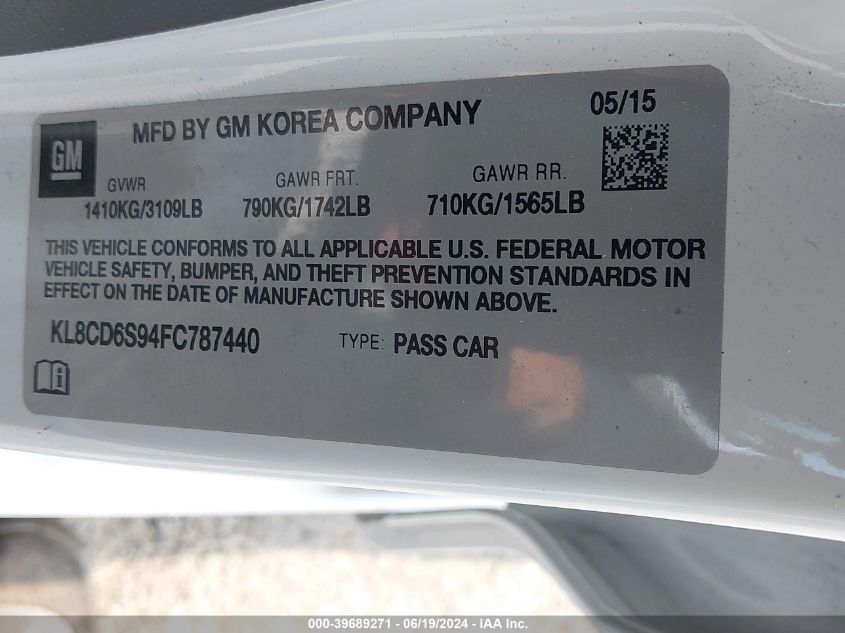 MFD BY GM KOREA COMPANY 05/15
GM
GVWR GAWR FRT. GAWR RR.
1410KG/3109LB 790KG/1742LB 710KG/1565LB
THIS VEHICLE CONFORMS TO ALL APPLICABLE U.S. FEDERAL MOTOR
VEHICLE SAFETY, BUMPER, AND THEFT PREVENTION STANDARDS IN
EFFECT ON THE DATE OF MANUFACTURE SHOWN ABOVE.
KL8CD6S94FC787440 TYPE: PASS CAR
000-39689271 - 06/19/2024 - IAAI Inc.